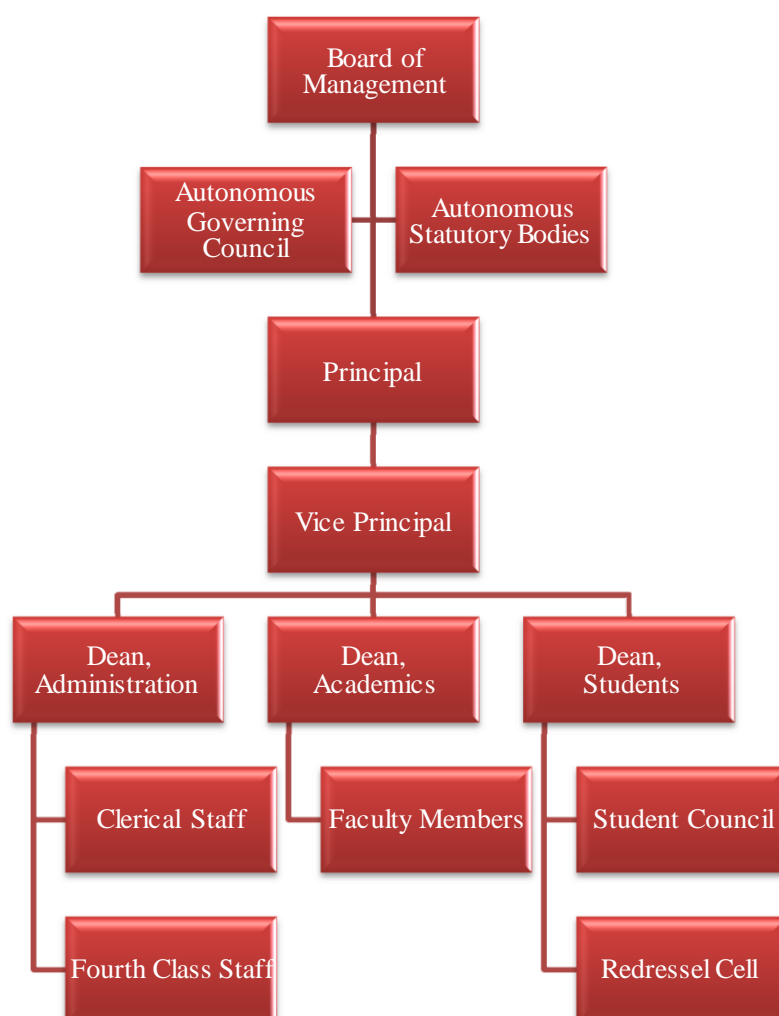 Board of
Management
Autonomous
Governing
Council
Autonomous
Statutory Bodies
Principal
Vice Principal
Dean,
Administration
Dean,
Academics
Dean,
Students
Clerical Staff
Faculty Members
Student Council
Fourth Class Staff
Redressel Cell